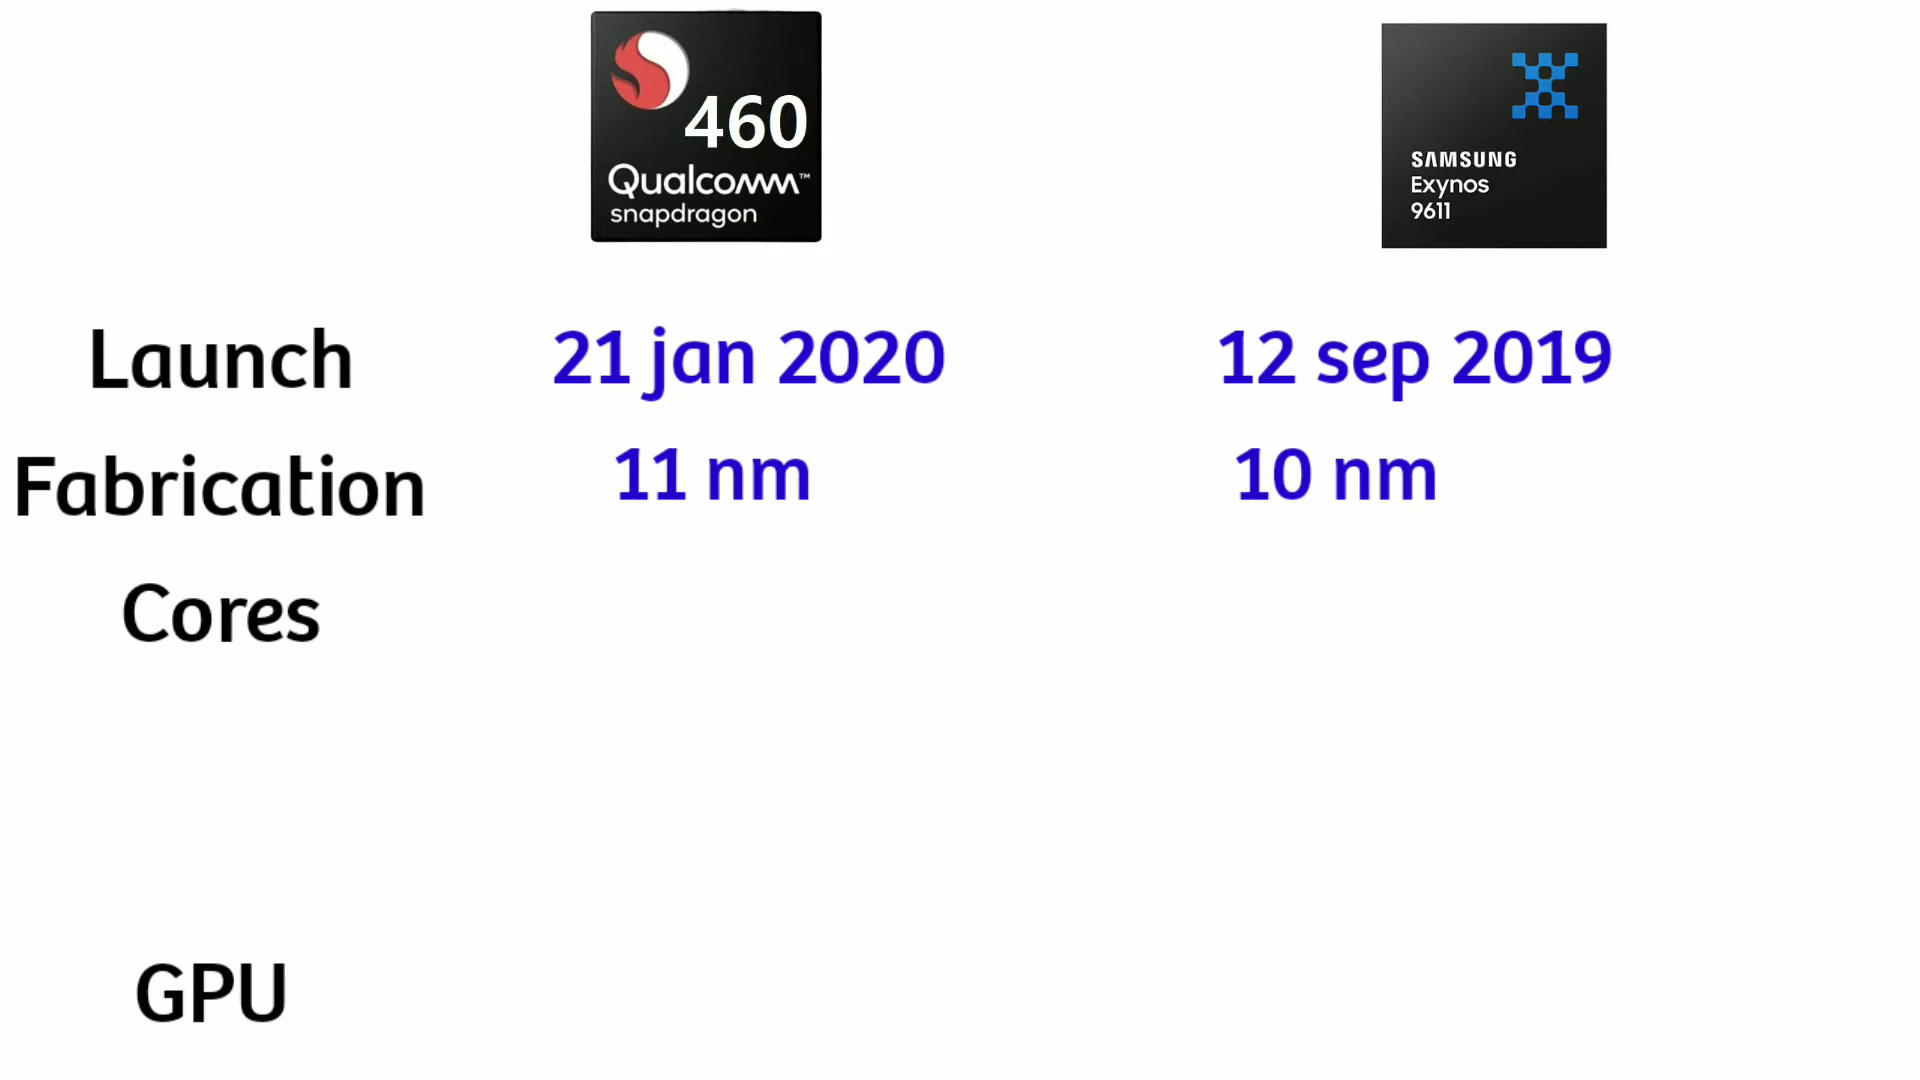 460
Qualcomm™
snapdragon
SAMSUNG
Exynos
9611
Launch 21 jan 2020 12 sep 2019
Fabrication 11 nm 10 nm
Cores
GPU